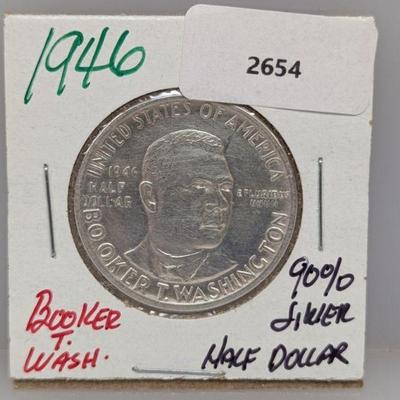 1946
2654
UNITED STATES OF AMERICA
1946
HALF
DOLLAR
E PLURIBUS
UNUM
BOOKER T. WASHINGTON
BOOKER
T.
WASH.
90%
SILVER
HALF DOLLAR